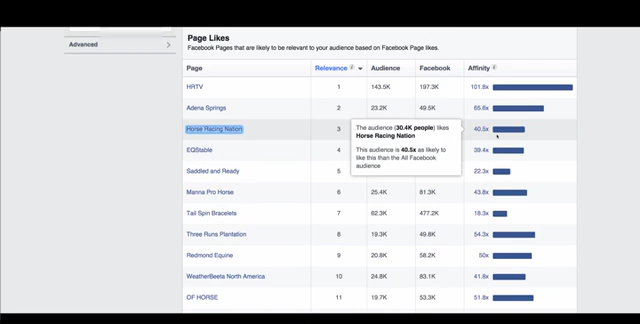 Advanced
Page Likes
Facebook Pages that are likely to be relevant to your audience based on Facebook Page likes.
Page Relevance Audience Facebook Affinity
HRTV 1 143.5K 197.3K 101.8x
Adena Springs 2 23.2K 49.5K 65.6x
Horse Racing Nation 3 40.5x
The audience (30.4K people) likes
Horse Racing Nation
This audience is 40.5x as likely to
like this than the All Facebook
audience
EQStable 4 39.4x
Saddled and Ready 5 22.3x
Manna Pro Horse 6 25.4K 81.3K 43.8x
Tail Spin Bracelets 7 62.3K 477.2K 18.3x
Three Runs Plantation 8 19.3K 49.8K 54.3x
Redmond Equine 9 20.8K 58.2K 50x
WeatherBeeta North America 10 24.8K 83.1K 41.8x
OF HORSE 11 19.7K 53.3K 51.8x